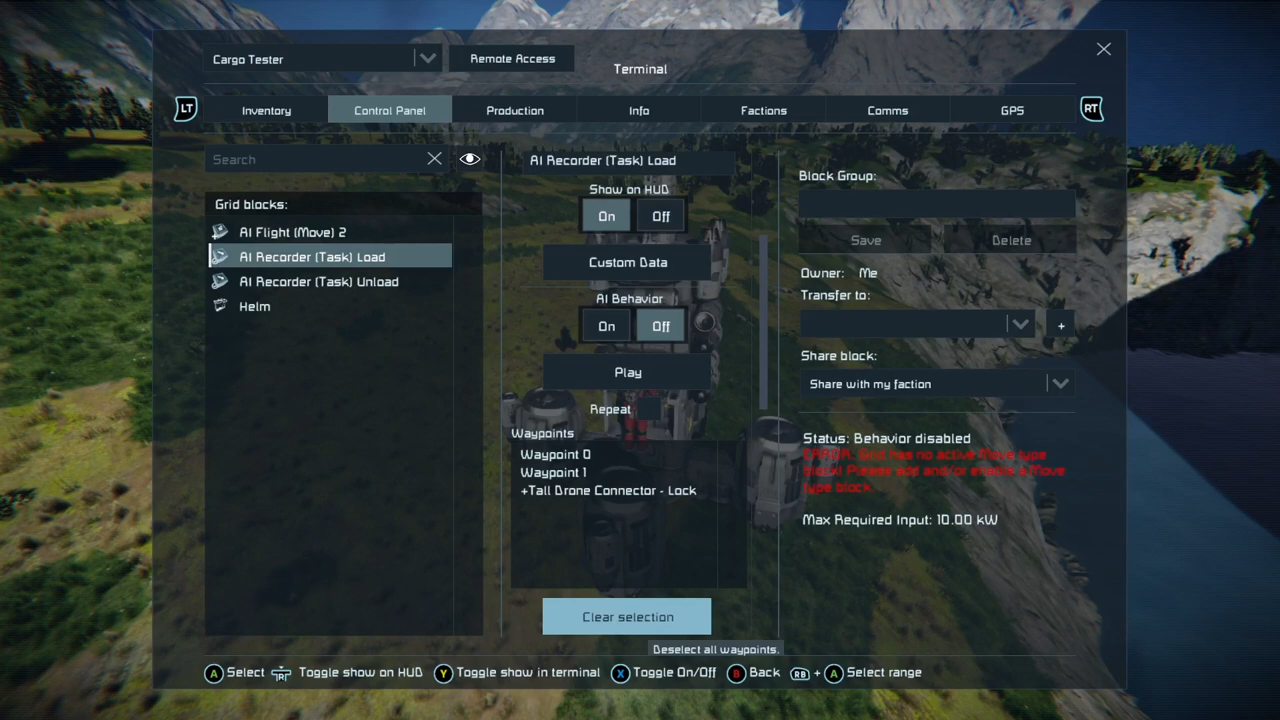 Cargo Tester
Remote Access
Terminal
LT
Inventory
Control Panel
Production
Info
Factions
Comms
GPS
RT
Search
Grid blocks:
AI Flight (Move) 2
AI Recorder (Task) Load
AI Recorder (Task) Unload
Helm
AI Recorder (Task) Load
Show on HUD
On Off
Custom Data
AI Behavior
On Off
Play
Repeat
Waypoints
Waypoint 0
Waypoint 1
+Tall Drone Connector - Lock
Clear selection
Deselect all waypoints.
Block Group:
Save Delete
Owner: Me
Transfer to:
+
Share block:
Share with my faction
Status: Behavior disabled
ERROR: Grid has no active Move type
block! Please add and/or enable a Move
type block.
Max Required Input: 10.00 kW
A Select Toggle show on HUD Y Toggle show in terminal X Toggle On/Off B Back RB + A Select range